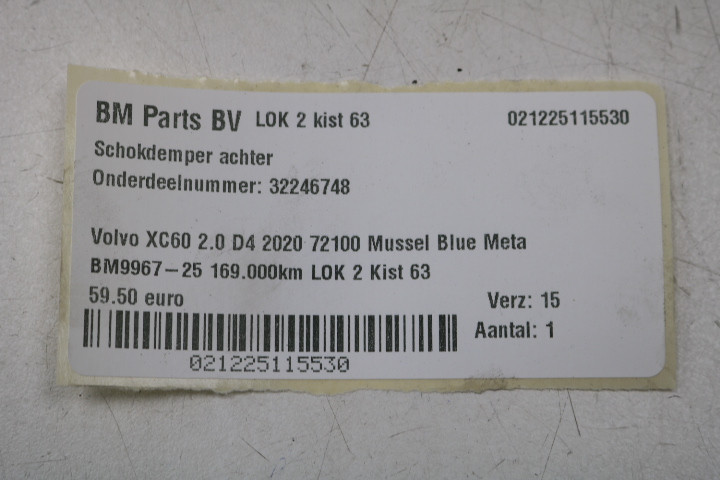 BM Parts BV LOK 2 kist 63 021225115530
Schokdemper achter
Onderdeelnummer: 32246748
Volvo XC60 2.0 D4 2020 72100 Mussel Blue Meta
BM9967-25 169.000km LOK 2 Kist 63
59.50 euro Verz: 15
Aantal: 1
021225115530